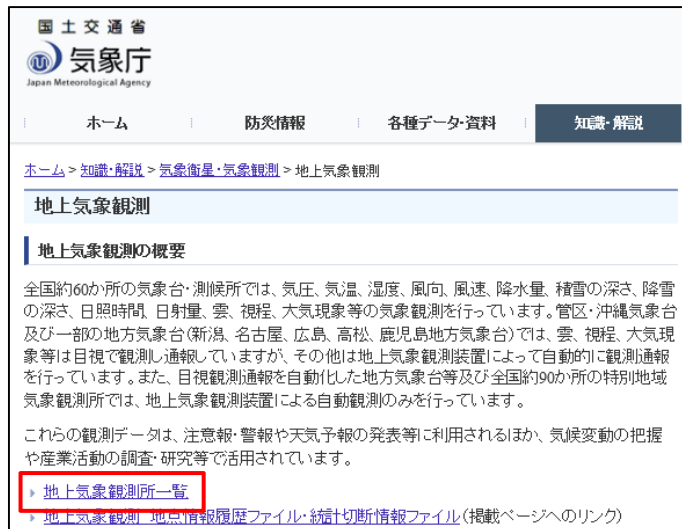 国土交通省
気象庁
Japan Meteorological Agency
ホーム 防災情報 各種データ・資料 知識・解説
ホーム > 知識・解説 > 気象衛星・気象観測 > 地上気象観測
地上気象観測
地上気象観測の概要
全国約60か所の気象台・測候所では、気圧、気温、湿度、風向、風速、降水量、積雪の深さ、降雪
の深さ、日照時間、日射量、雲、視程、大気現象等の気象観測を行っています。管区・沖縄気象台
及び一部の地方気象台(新潟、名古屋、広島、高松、鹿児島地方気象台)では、雲、視程、大気現
象等は目視で観測し通報していますが、その他は地上気象観測装置によって自動的に観測通報
を行っています。また、目視観測通報を自動化した地方気象台等及び全国約90か所の特別地域
気象観測所では、地上気象観測装置による自動観測のみを行っています。
これらの観測データは、注意報・警報や天気予報の発表等に利用されるほか、気候変動の把握
や産業活動の調査・研究等で活用されています。
地上気象観測所一覧
地上気象観測 地点情報履歴ファイル・統計切断情報ファイル(掲載ページへのリンク)